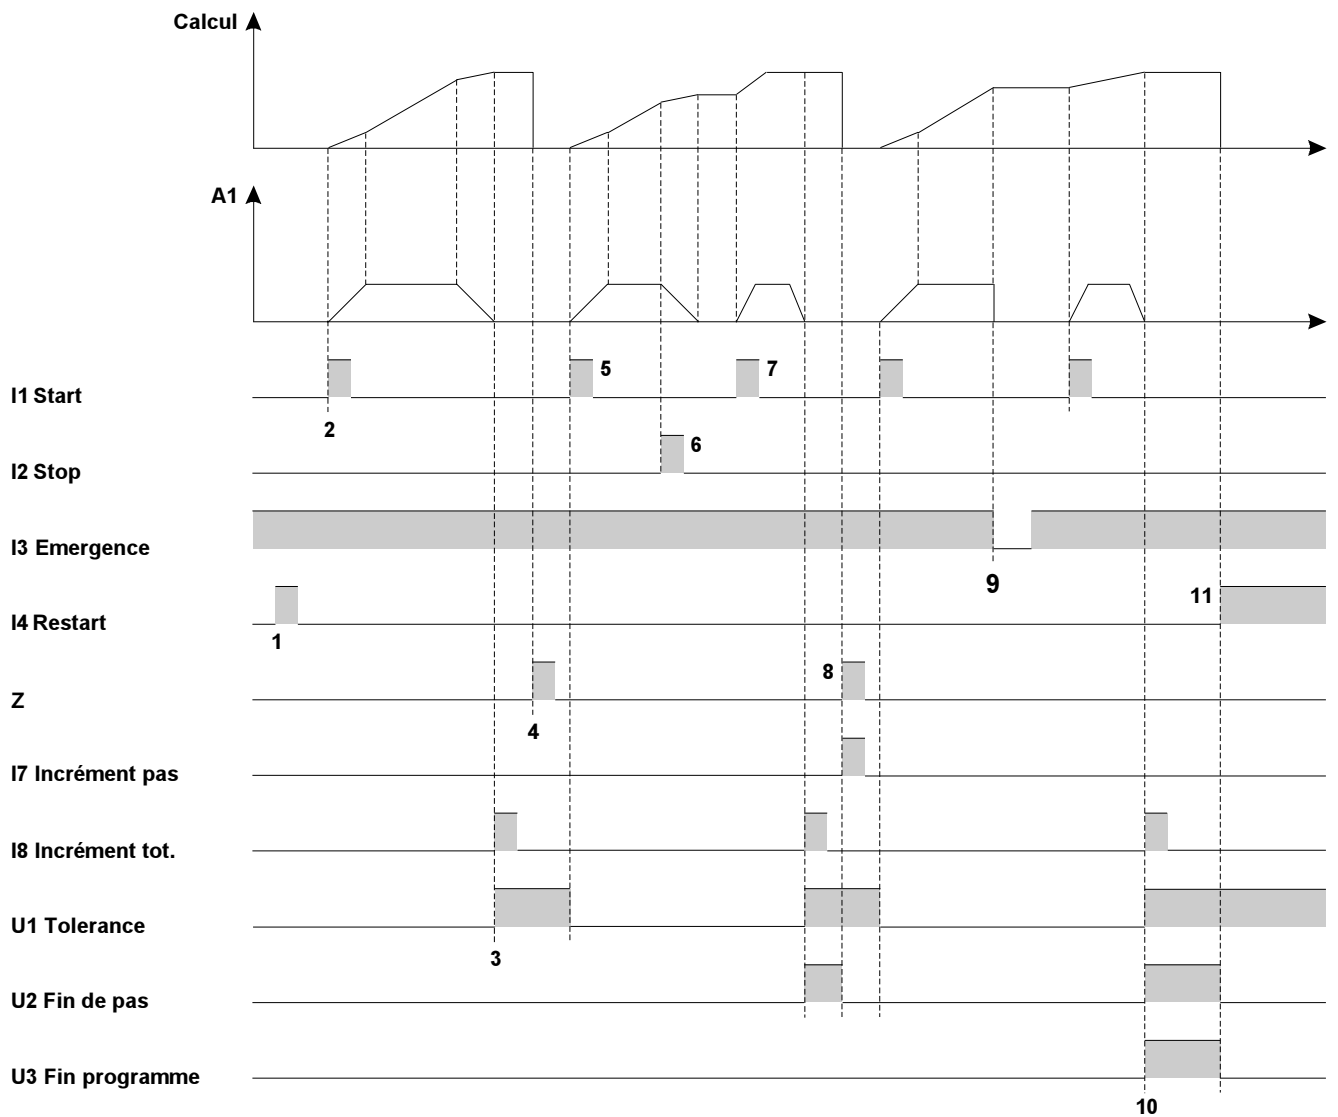 Calcul
A1
I1 Start
2
5
7
I2 Stop
6
I3 Emergence
9
I4 Restart
1
11
Z
4
8
I7 Incrément pas
I8 Incrément tot.
U1 Tolerance
3
U2 Fin de pas
U3 Fin programme
10